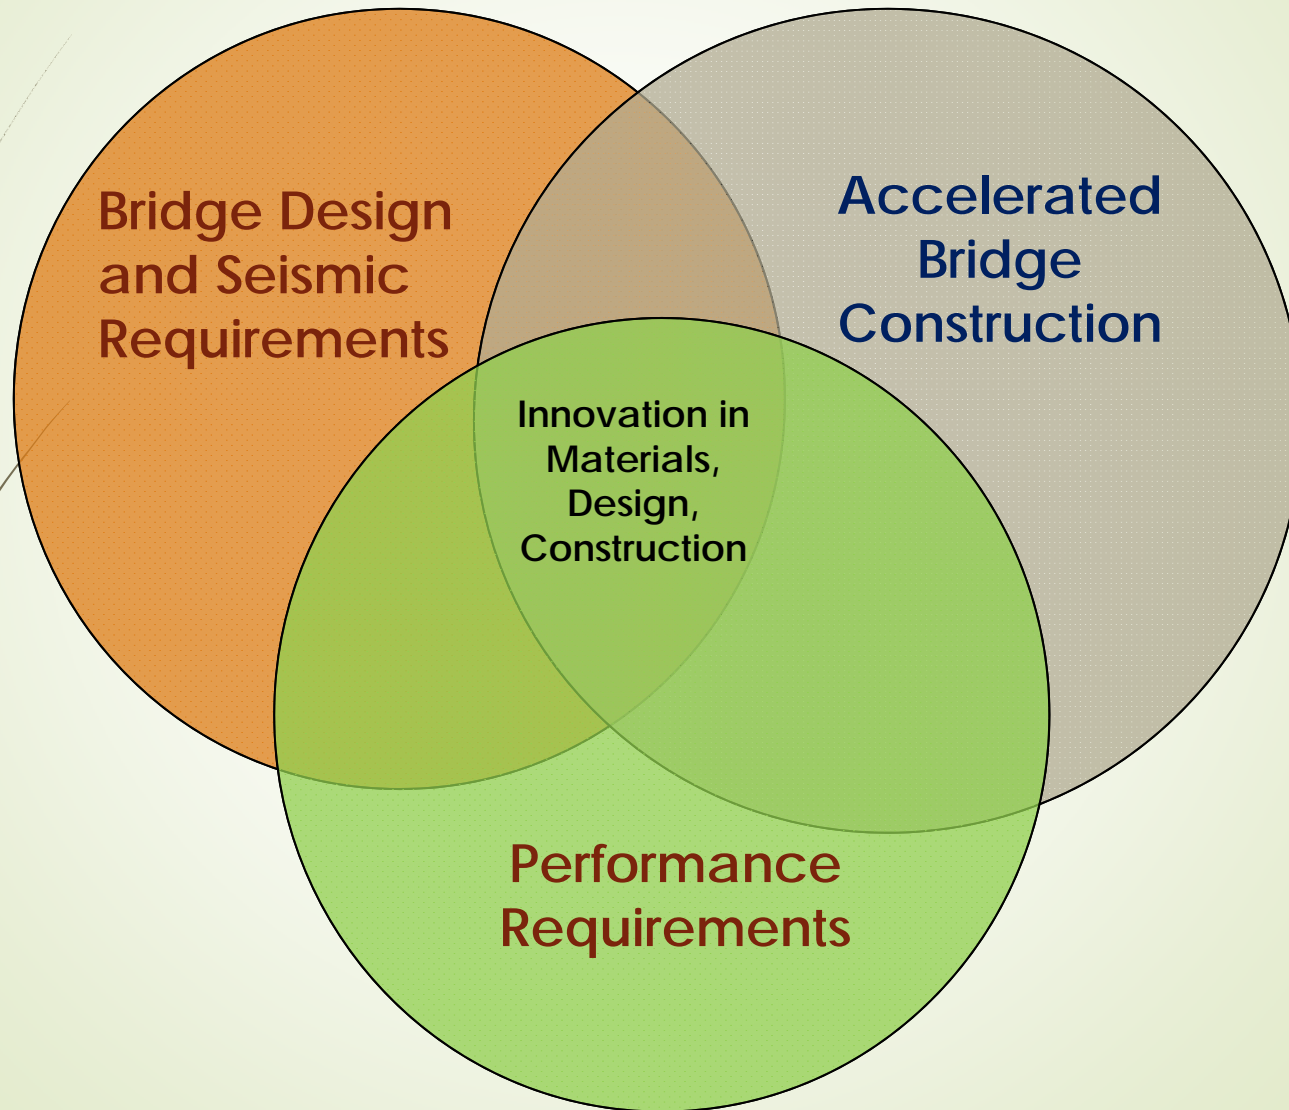 Bridge Design
and Seismic
Requirements
Accelerated
Bridge
Construction
Innovation in
Materials,
Design,
Construction
Performance
Requirements